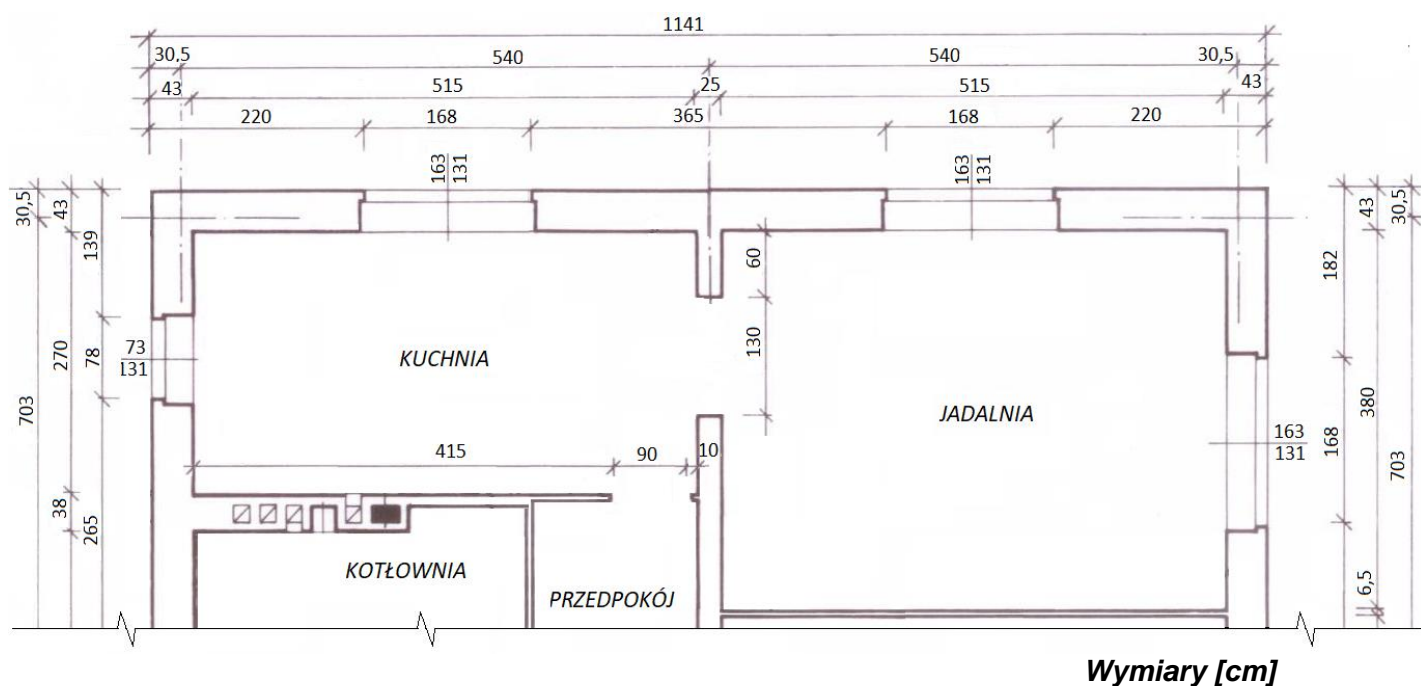 1141
30,5 540 540 30,5
43 515 25 515 43
220 168 365 168 220
163 163
131 131
30,5 43 139
703 270 78
38 265
73
131
60
130
182
168
43
380
6,5
30,5
703
163
131
KUCHNIA
JADALNIA
415 90 10
KOTŁOWNIA
PRZEDPOKÓJ
Wymiary [cm]